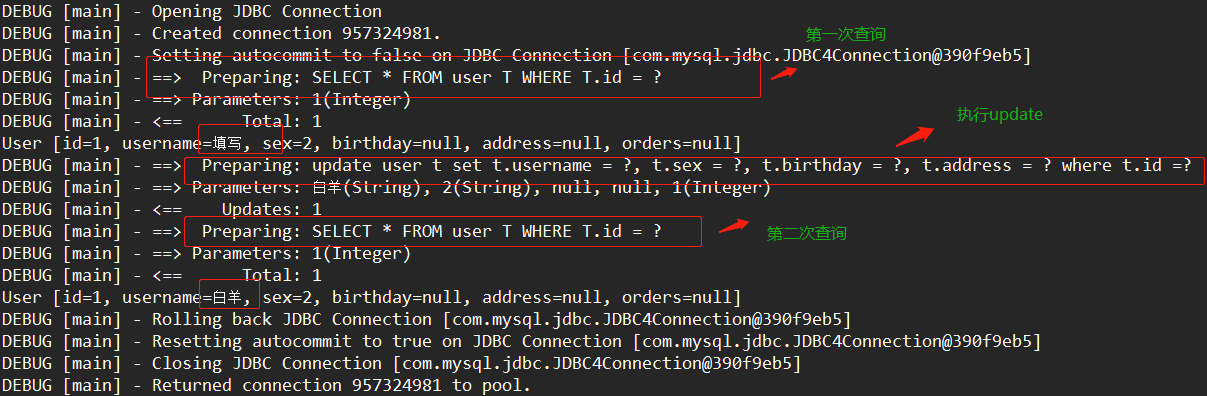 DEBUG [main] - Opening JDBC Connection
DEBUG [main] - Created connection 957324981.
第一次查询
DEBUG [main] - Setting autocommit to false on JDBC Connection [com.mysql.jdbc.JDBC4Connection@390f9eb5]
DEBUG [main] - ==>  Preparing: SELECT * FROM user T WHERE T.id = ?
DEBUG [main] - ==> Parameters: 1(Integer)
执行update
DEBUG [main] - <==      Total: 1
User [id=1, username=填写, sex=2, birthday=null, address=null, orders=null]
DEBUG [main] - ==>  Preparing: update user t set t.username = ?, t.sex = ?, t.birthday = ?, t.address = ? where t.id =?
DEBUG [main] - ==> Parameters: 白羊(String), 2(String), null, null, 1(Integer)
DEBUG [main] - <==    Updates: 1
DEBUG [main] - ==>  Preparing: SELECT * FROM user T WHERE T.id = ?
第二次查询
DEBUG [main] - ==> Parameters: 1(Integer)
DEBUG [main] - <==      Total: 1
User [id=1, username=白羊, sex=2, birthday=null, address=null, orders=null]
DEBUG [main] - Rolling back JDBC Connection [com.mysql.jdbc.JDBC4Connection@390f9eb5]
DEBUG [main] - Resetting autocommit to true on JDBC Connection [com.mysql.jdbc.JDBC4Connection@390f9eb5]
DEBUG [main] - Closing JDBC Connection [com.mysql.jdbc.JDBC4Connection@390f9eb5]
DEBUG [main] - Returned connection 957324981 to pool.